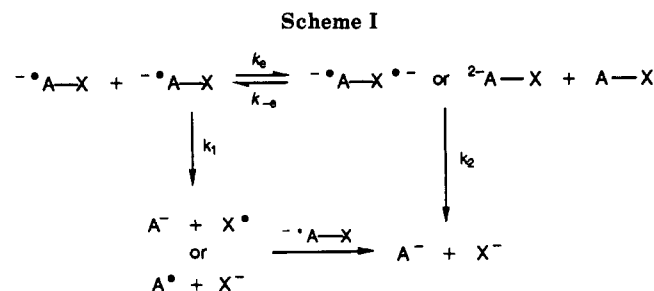 Scheme I
⁻•A—X + ⁻•A—X kₑ ⇌ k₋ₑ ⁻•A—X•⁻ or ²⁻A—X + A—X
k₁ k₂
A⁻ + X•
or ⁻•A—X → A⁻ + X⁻
A• + X⁻